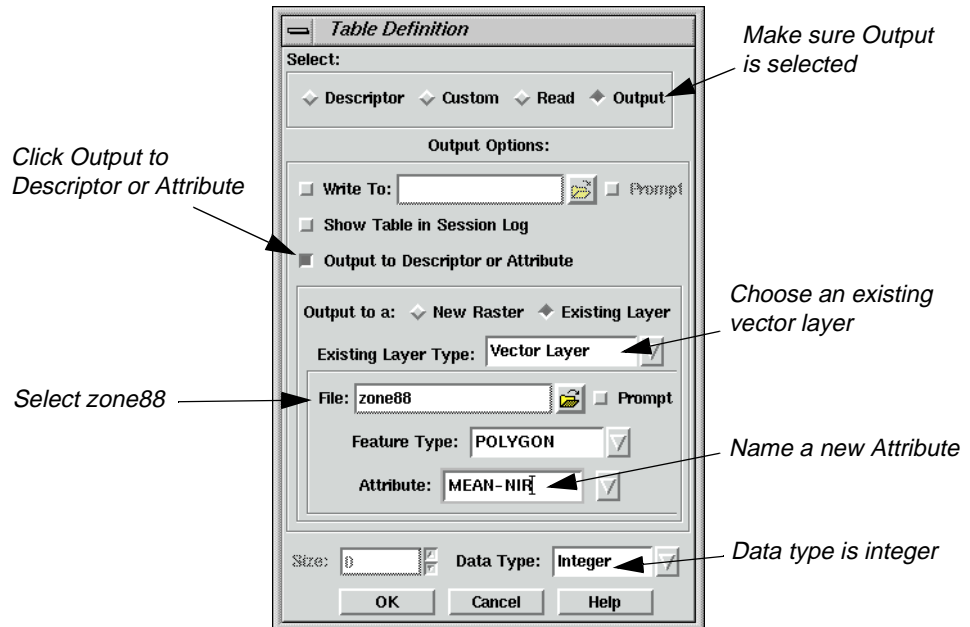 Table Definition
Make sure Output
is selected
Select:
Descriptor Custom Read Output
Output Options:
Click Output to
Descriptor or Attribute
Write To: Prompt
Show Table in Session Log
Output to Descriptor or Attribute
Output to a: New Raster Existing Layer
Choose an existing
vector layer
Existing Layer Type: Vector Layer
Select zone88
File: zone88 Prompt
Feature Type: POLYGON
Name a new Attribute
Attribute: MEAN-NIR
Data type is integer
Size: 0 Data Type: Integer
OK Cancel Help